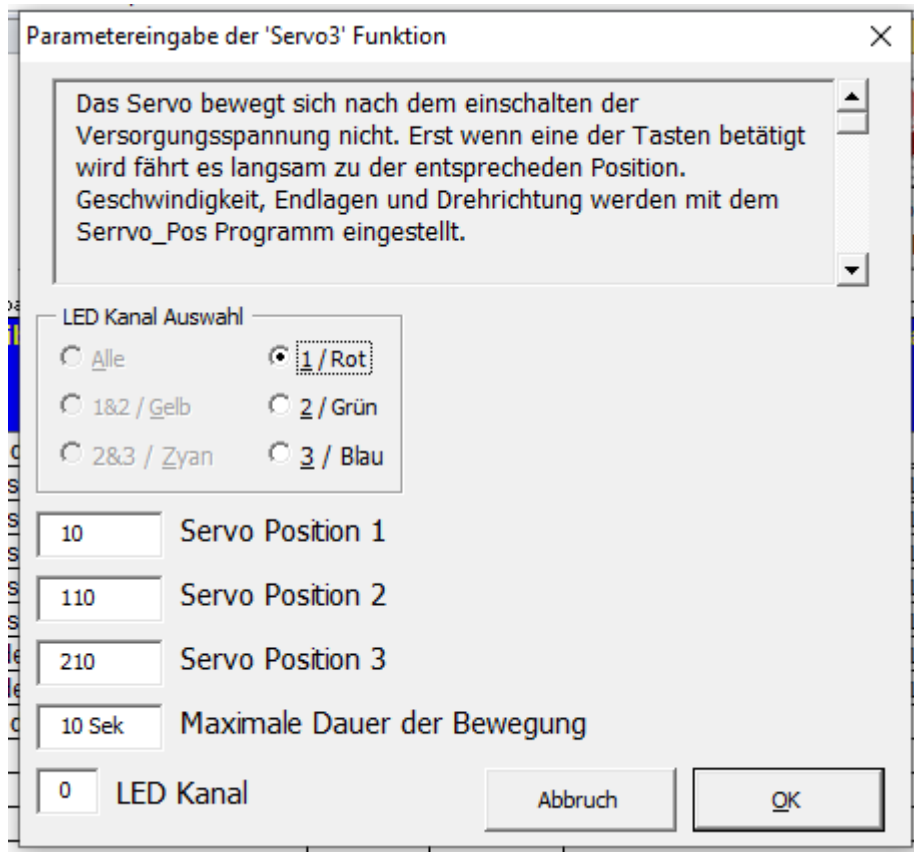 Parametereingabe der 'Servo3' Funktion
Das Servo bewegt sich nach dem einschalten der
Versorgungsspannung nicht. Erst wenn eine der Tasten betätigt
wird fährt es langsam zu der entsprecheden Position.
Geschwindigkeit, Endlagen und Drehrichtung werden mit dem
Serrvo_Pos Programm eingestellt.
LED Kanal Auswahl
Alle
1 / Rot
1&2 / Gelb
2 / Grün
2&3 / Zyan
3 / Blau
10 Servo Position 1
110 Servo Position 2
210 Servo Position 3
10 Sek Maximale Dauer der Bewegung
0 LED Kanal
Abbruch
OK